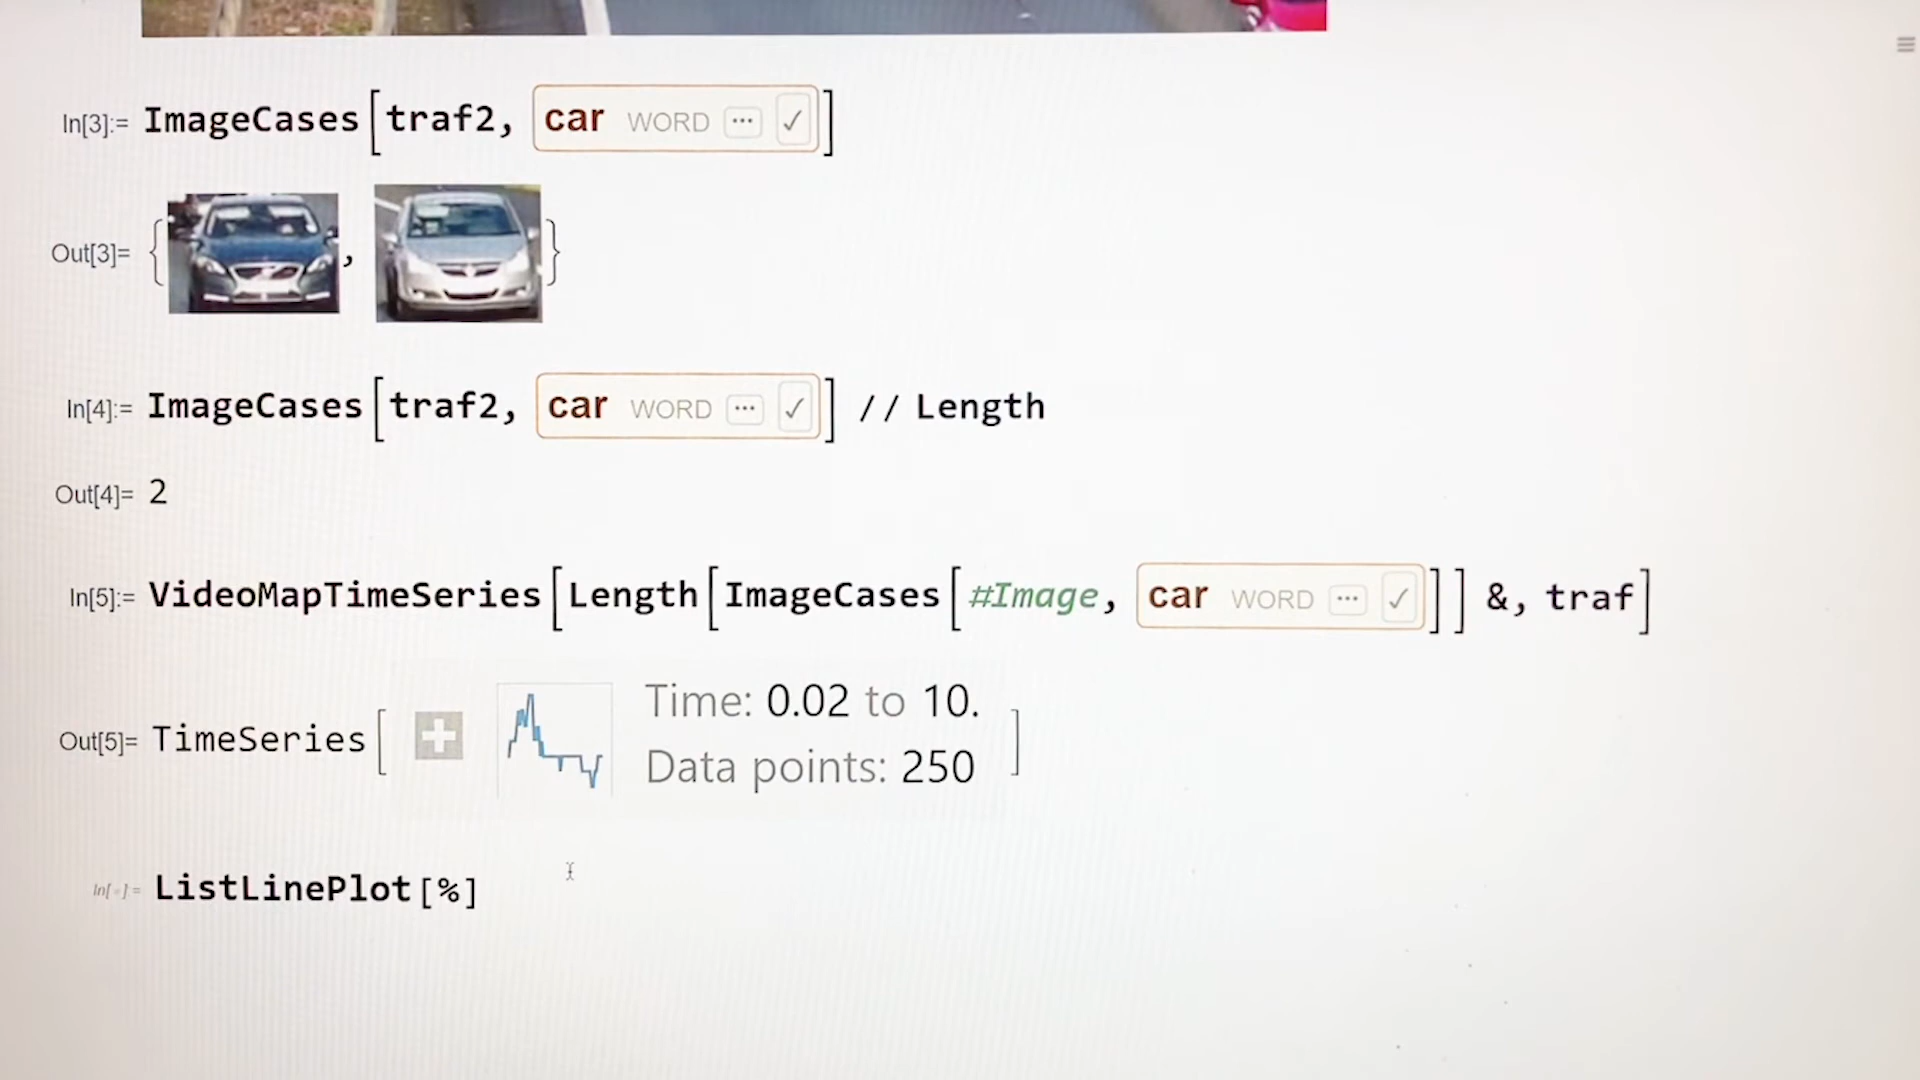 In[3]:= ImageCases[traf2, car WORD ··· ✓]
Out[3]= { , }
In[4]:= ImageCases[traf2, car WORD ··· ✓] // Length
Out[4]= 2
In[5]:= VideoMapTimeSeries[Length[ImageCases[#Image, car WORD ··· ✓]] &, traf]
Out[5]= TimeSeries[ + Time: 0.02 to 10.
Data points: 250 ]
In[◦]:= ListLinePlot[%]